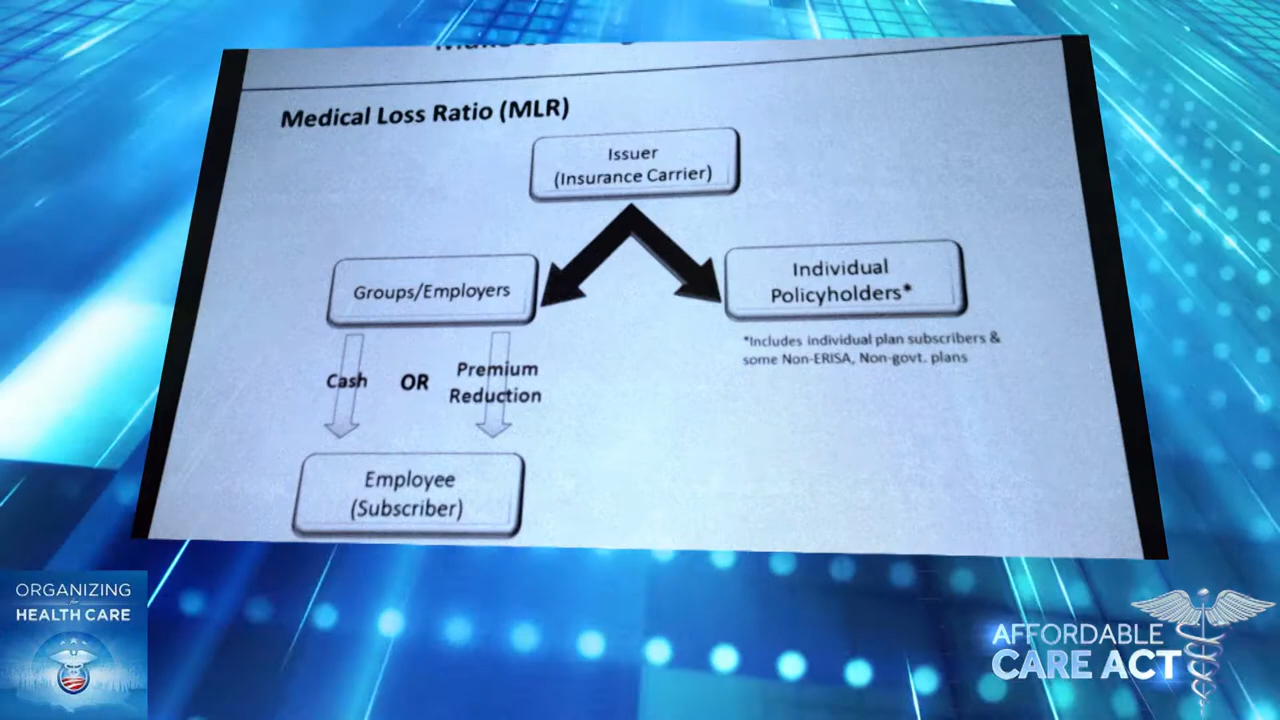 Medical Loss Ratio (MLR)
Issuer
(Insurance Carrier)
Groups/Employers
Individual
Policyholders*
*Includes individual plan subscribers &
some Non-ERISA, Non-govt. plans
Cash OR Premium
Reduction
Employee
(Subscriber)
ORGANIZING
for
HEALTH CARE
AFFORDABLE
CARE ACT